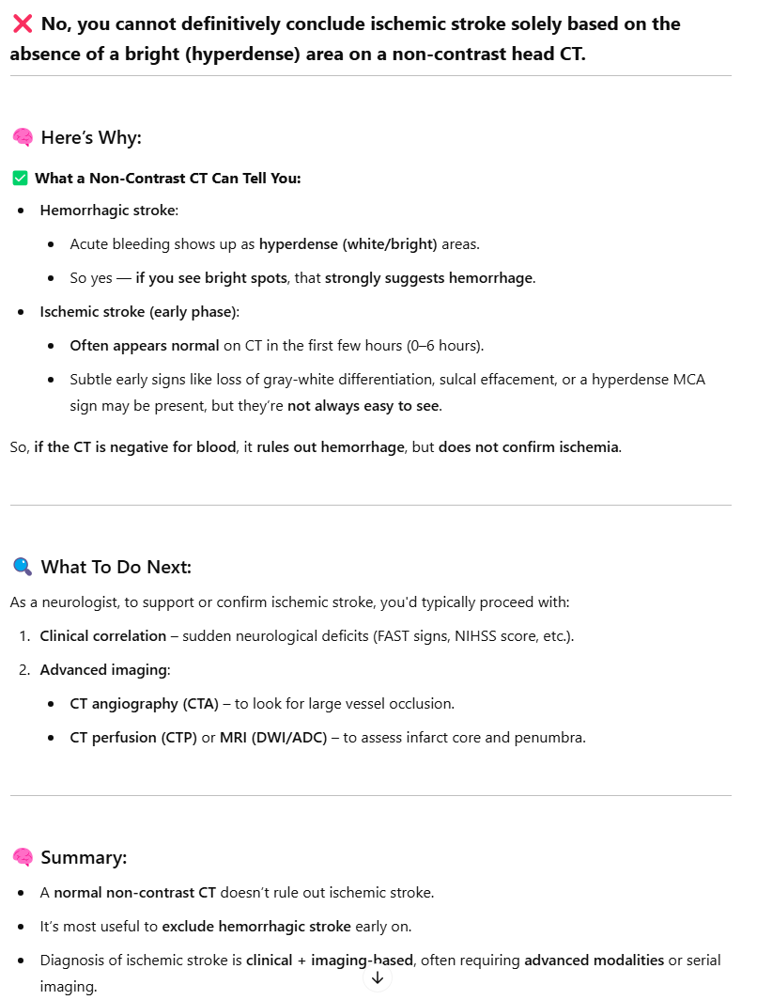 ❌ No, you cannot definitively conclude ischemic stroke solely based on the
absence of a bright (hyperdense) area on a non-contrast head CT.
🧠 Here’s Why:
✅ What a Non-Contrast CT Can Tell You:
• Hemorrhagic stroke:
• Acute bleeding shows up as hyperdense (white/bright) areas.
• So yes — if you see bright spots, that strongly suggests hemorrhage.
• Ischemic stroke (early phase):
• Often appears normal on CT in the first few hours (0–6 hours).
• Subtle early signs like loss of gray-white differentiation, sulcal effacement, or a hyperdense MCA
sign may be present, but they’re not always easy to see.
So, if the CT is negative for blood, it rules out hemorrhage, but does not confirm ischemia.
🔍 What To Do Next:
As a neurologist, to support or confirm ischemic stroke, you'd typically proceed with:
1. Clinical correlation – sudden neurological deficits (FAST signs, NIHSS score, etc.).
2. Advanced imaging:
• CT angiography (CTA) – to look for large vessel occlusion.
• CT perfusion (CTP) or MRI (DWI/ADC) – to assess infarct core and penumbra.
🧠 Summary:
• A normal non-contrast CT doesn’t rule out ischemic stroke.
• It’s most useful to exclude hemorrhagic stroke early on.
• Diagnosis of ischemic stroke is clinical + imaging-based, often requiring advanced modalities or serial
imaging.